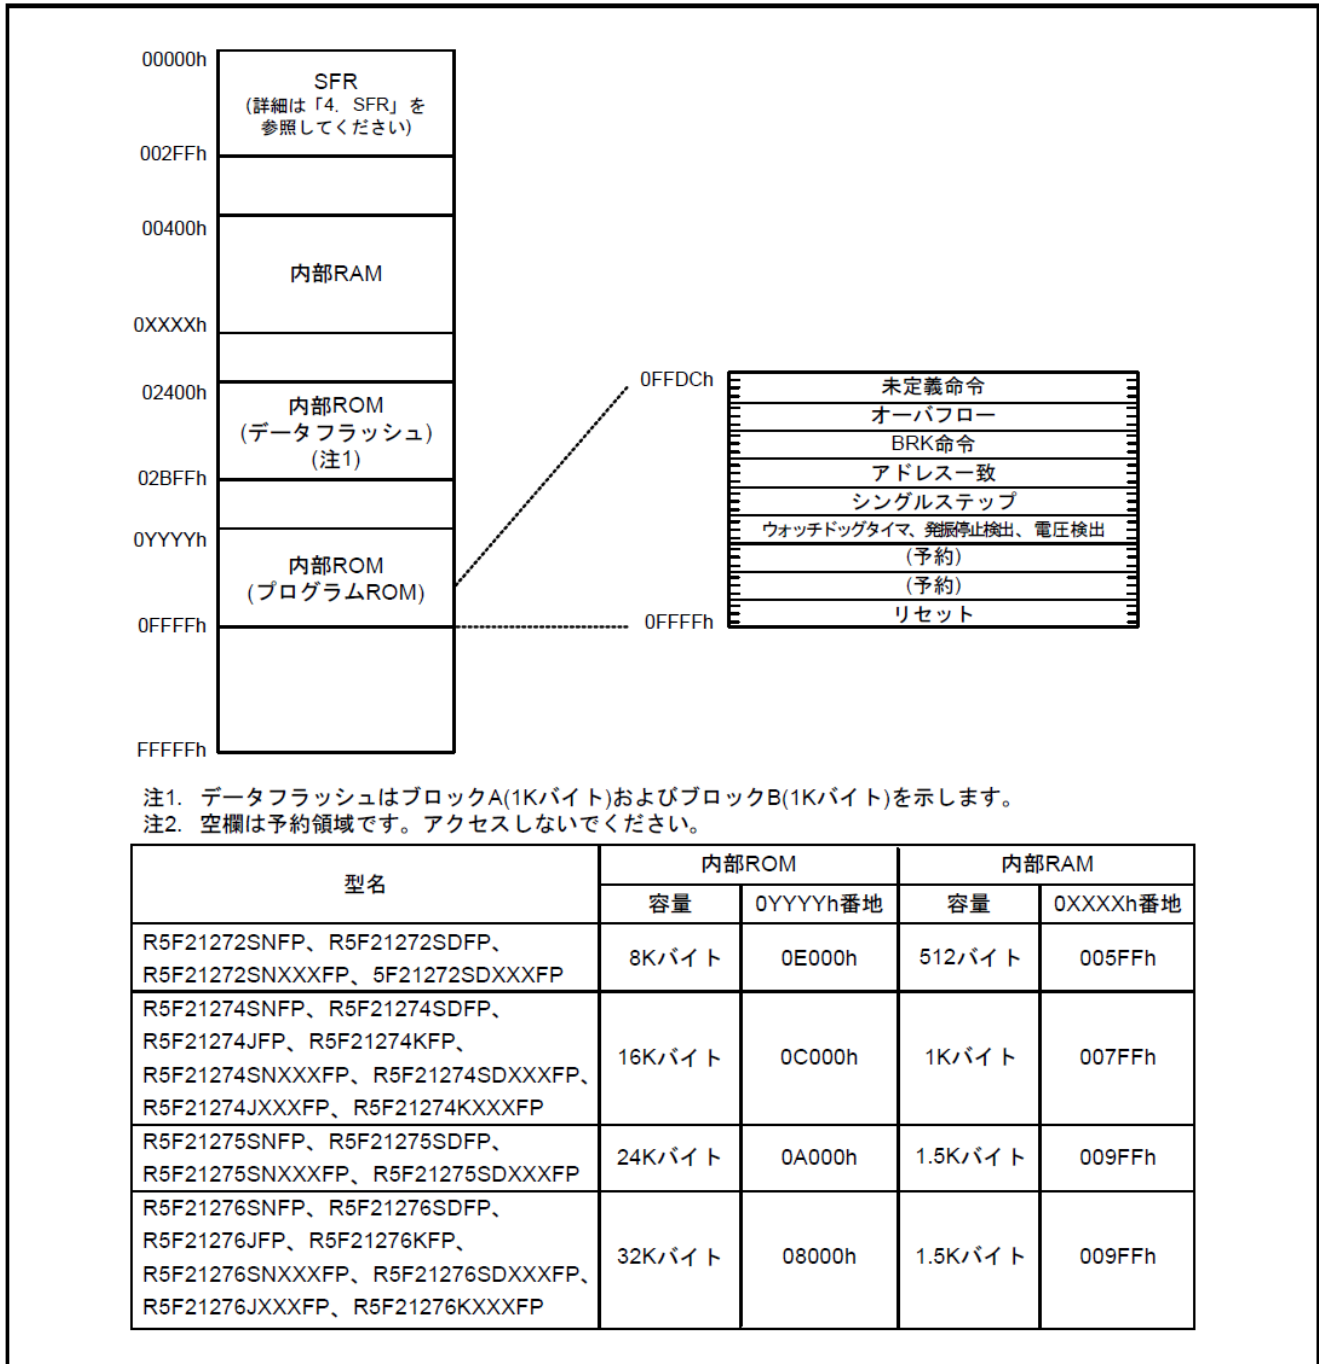 00000h
SFR
(詳細は「4. SFR」を
参照してください)
002FFh
00400h
内部RAM
0XXXXh
02400h
内部ROM
(データフラッシュ)
(注1)
02BFFh
0YYYYh
内部ROM
(プログラムROM)
0FFFFh
FFFFFh
0FFDCh
未定義命令
オーバフロー
BRK命令
アドレス一致
シングルステップ
ウォッチドッグタイマ、発振停止検出、電圧検出
(予約)
(予約)
0FFFFh
リセット
注1. データフラッシュはブロックA(1Kバイト)およびブロックB(1Kバイト)を示します。
注2. 空欄は予約領域です。アクセスしないでください。
型名 内部ROM 内部RAM
容量 0YYYYh番地 容量 0XXXXh番地
R5F21272SNFP、R5F21272SDFP、
R5F21272SNXXXFP、5F21272SDXXXFP
8Kバイト 0E000h 512バイト 005FFh
R5F21274SNFP、R5F21274SDFP、
R5F21274JFP、R5F21274KFP、
R5F21274SNXXXFP、R5F21274SDXXXFP、
R5F21274JXXXFP、R5F21274KXXXFP
16Kバイト 0C000h 1Kバイト 007FFh
R5F21275SNFP、R5F21275SDFP、
R5F21275SNXXXFP、R5F21275SDXXXFP
24Kバイト 0A000h 1.5Kバイト 009FFh
R5F21276SNFP、R5F21276SDFP、
R5F21276JFP、R5F21276KFP、
R5F21276SNXXXFP、R5F21276SDXXXFP、
R5F21276JXXXFP、R5F21276KXXXFP
32Kバイト 08000h 1.5Kバイト 009FFh